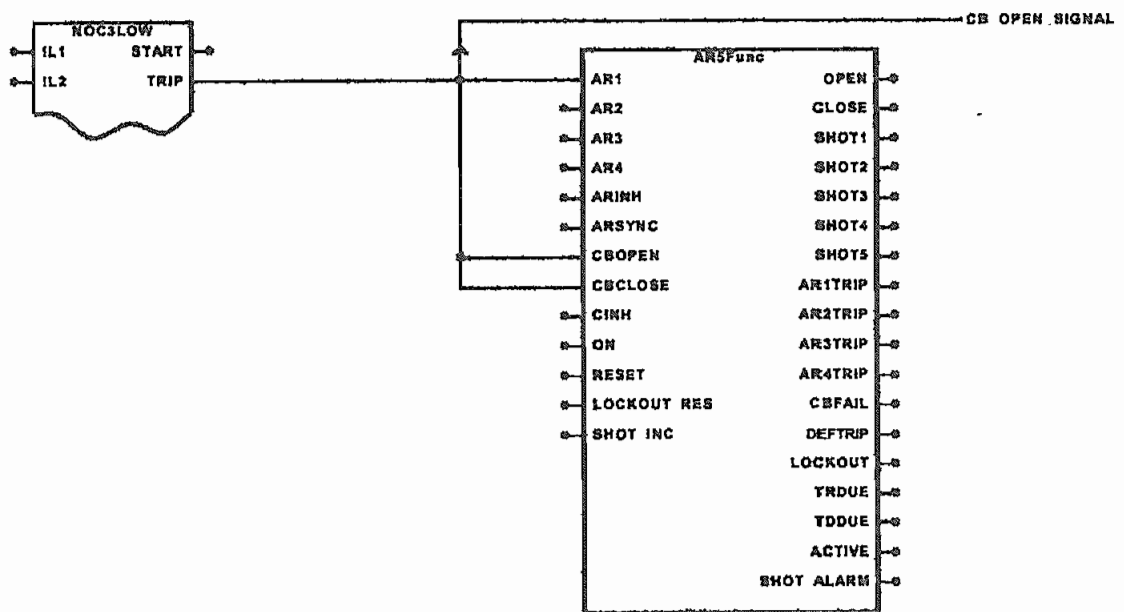 CB OPEN SIGNAL
NOC3LOW
IL1 START
IL2 TRIP
AR5Func
AR1 OPEN
AR2 CLOSE
AR3 SHOT1
AR4 SHOT2
ARINH SHOT3
ARSYNC SHOT4
CBOPEN SHOT5
CBCLOSE AR1TRIP
CINH AR2TRIP
ON AR3TRIP
RESET AR4TRIP
LOCKOUT RES CBFAIL
SHOT INC DEFTRIP
LOCKOUT
TRDUE
TDDUE
ACTIVE
SHOT ALARM